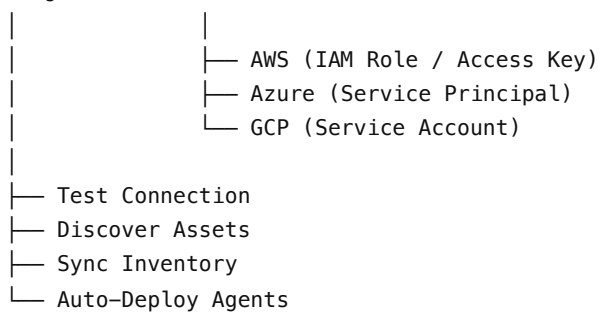 │ │
│ ├── AWS (IAM Role / Access Key)
│ ├── Azure (Service Principal)
│ └── GCP (Service Account)
│
├── Test Connection
├── Discover Assets
├── Sync Inventory
└── Auto-Deploy Agents